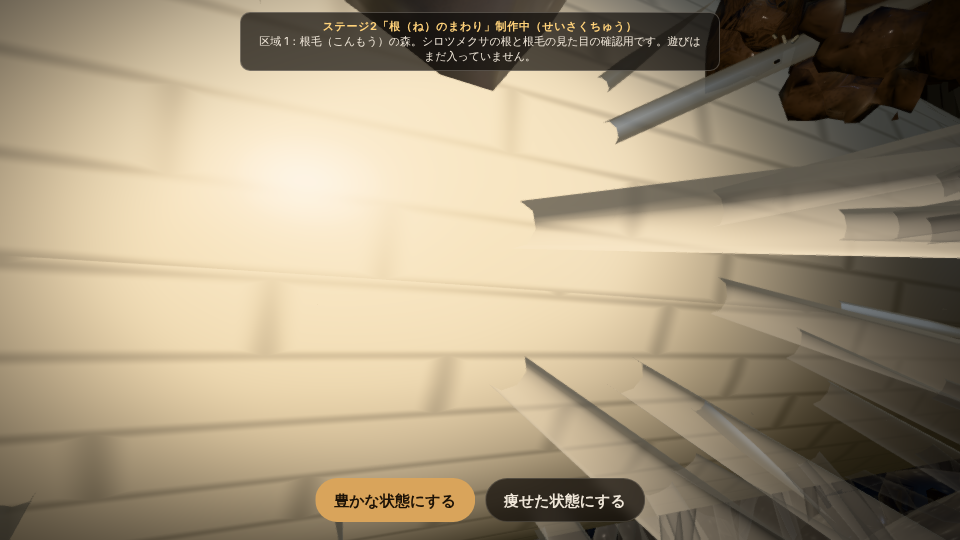 ステージ2「根（ね）のまわり」制作中（せいさくちゅう）
区域1：根毛（こんもう）の森。シロツメクサの根と根毛の見た目の確認用です。遊びは
まだ入っていません。
豊かな状態にする
痩せた状態にする